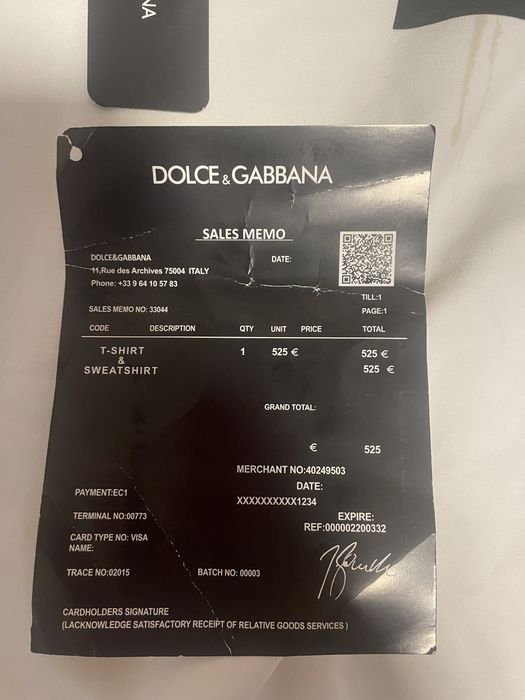 NA
DOLCE&GABBANA
SALES MEMO
DOLCE&GABBANA DATE:
11,Rue des Archives 75004 ITALY
Phone: +33 9 64 10 57 83
TILL:1
SALES MEMO NO: 33044 PAGE:1
CODE DESCRIPTION QTY UNIT PRICE TOTAL
T-SHIRT 1 525 € 525 €
&
SWEATSHIRT 525 €
GRAND TOTAL:
€ 525
MERCHANT NO:40249503
PAYMENT:EC1 DATE:
XXXXXXXXXX1234
TERMINAL NO:00773 EXPIRE:
REF:000002200332
CARD TYPE NO: VISA
NAME:
TRACE NO:02015 BATCH NO: 00003
CARDHOLDERS SIGNATURE
(LACKNOWLEDGE SATISFACTORY RECEIPT OF RELATIVE GOODS SERVICES )